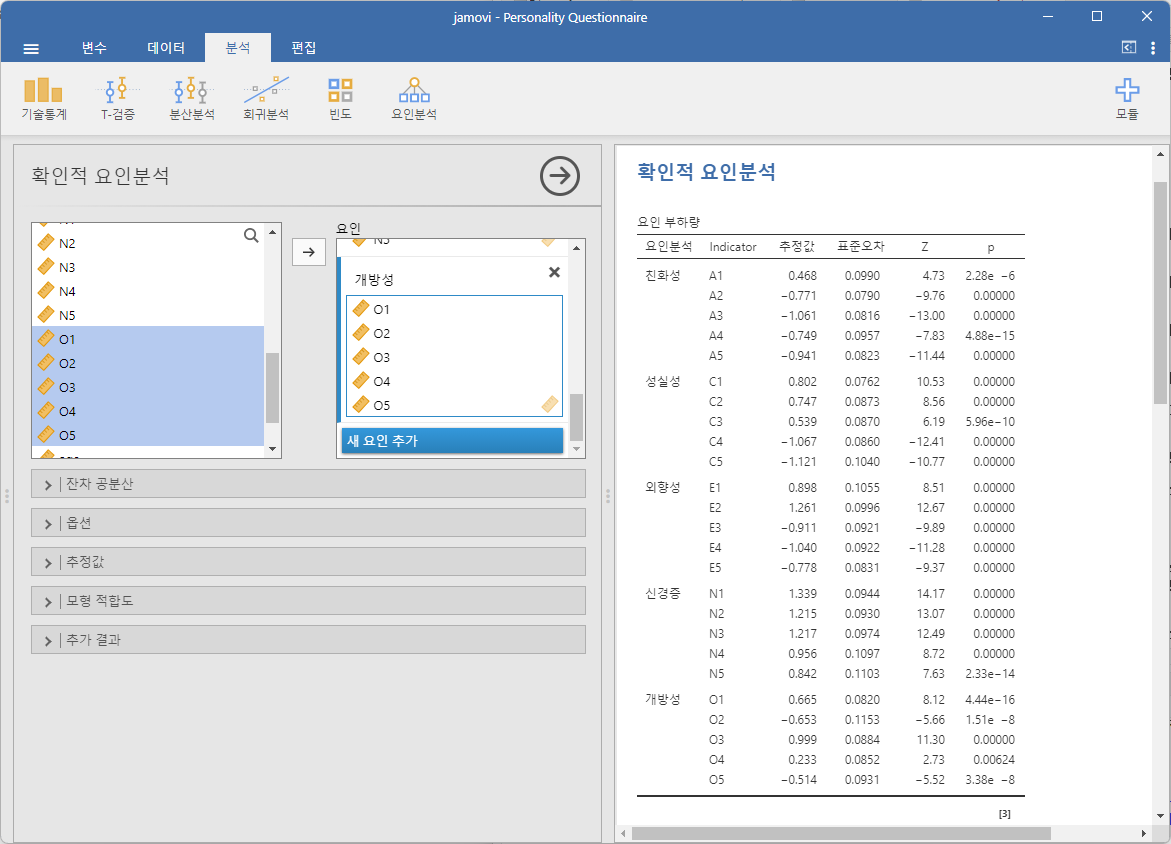 jamovi - Personality Questionnaire
변수 데이터 분석 편집
기술통계 T-검증 분산분석 회귀분석 빈도 요인분석 모듈
확인적 요인분석
N2
N3
N4
N5
O1
O2
O3
O4
O5
요인
N5
개방성
O1
O2
O3
O4
O5
새 요인 추가
잔차 공분산
옵션
추정값
모형 적합도
추가 결과
확인적 요인분석
요인 부하량
요인분석 Indicator 추정값 표준오차 Z p
친화성 A1 0.468 0.0990 4.73 2.28e −6
A2 −0.771 0.0790 −9.76 0.00000
A3 −1.061 0.0816 −13.00 0.00000
A4 −0.749 0.0957 −7.83 4.88e−15
A5 −0.941 0.0823 −11.44 0.00000
성실성 C1 0.802 0.0762 10.53 0.00000
C2 0.747 0.0873 8.56 0.00000
C3 0.539 0.0870 6.19 5.96e−10
C4 −1.067 0.0860 −12.41 0.00000
C5 −1.121 0.1040 −10.77 0.00000
외향성 E1 0.898 0.1055 8.51 0.00000
E2 1.261 0.0996 12.67 0.00000
E3 −0.911 0.0921 −9.89 0.00000
E4 −1.040 0.0922 −11.28 0.00000
E5 −0.778 0.0831 −9.37 0.00000
신경증 N1 1.339 0.0944 14.17 0.00000
N2 1.215 0.0930 13.07 0.00000
N3 1.217 0.0974 12.49 0.00000
N4 0.956 0.1097 8.72 0.00000
N5 0.842 0.1103 7.63 2.33e−14
개방성 O1 0.665 0.0820 8.12 4.44e−16
O2 −0.653 0.1153 −5.66 1.51e −8
O3 0.999 0.0884 11.30 0.00000
O4 0.233 0.0852 2.73 0.00624
O5 −0.514 0.0931 −5.52 3.38e −8
[3]